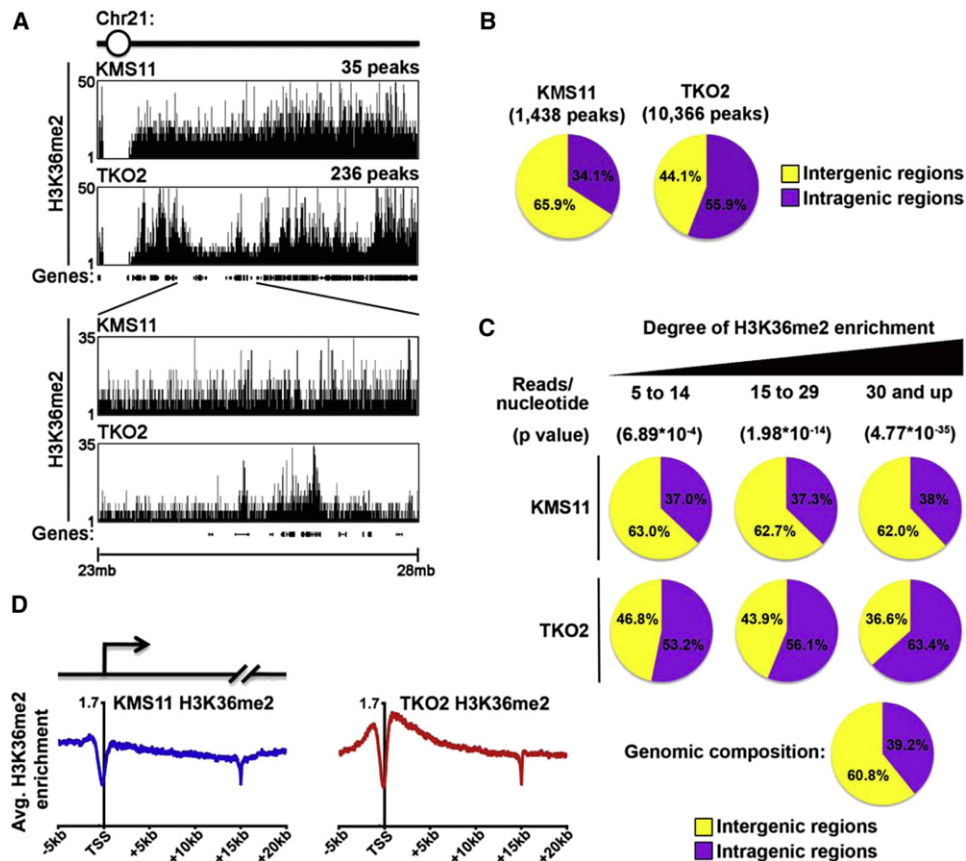 A
Chr21:
H3K36me2
KMS11
35 peaks
50
1
TKO2
236 peaks
50
1
Genes:
H3K36me2
KMS11
35
1
TKO2
35
1
Genes:
23mb
28mb
B
KMS11
(1,438 peaks)
34.1%
65.9%
TKO2
(10,366 peaks)
44.1%
55.9%
Intergenic regions
Intragenic regions
C
Degree of H3K36me2 enrichment
Reads/
nucleotide
5 to 14
15 to 29
30 and up
(p value)
(6.89*10⁻⁴)
(1.98*10⁻¹⁴)
(4.77*10⁻³⁵)
KMS11
37.0%
63.0%
37.3%
62.7%
38%
62.0%
TKO2
46.8%
53.2%
43.9%
56.1%
36.6%
63.4%
Genomic composition:
39.2%
60.8%
Intergenic regions
Intragenic regions
D
Avg. H3K36me2
enrichment
1.7
KMS11 H3K36me2
-5kb
TSS
+5kb
+10kb
+15kb
+20kb
1.7
TKO2 H3K36me2
-5kb
TSS
+5kb
+10kb
+15kb
+20kb